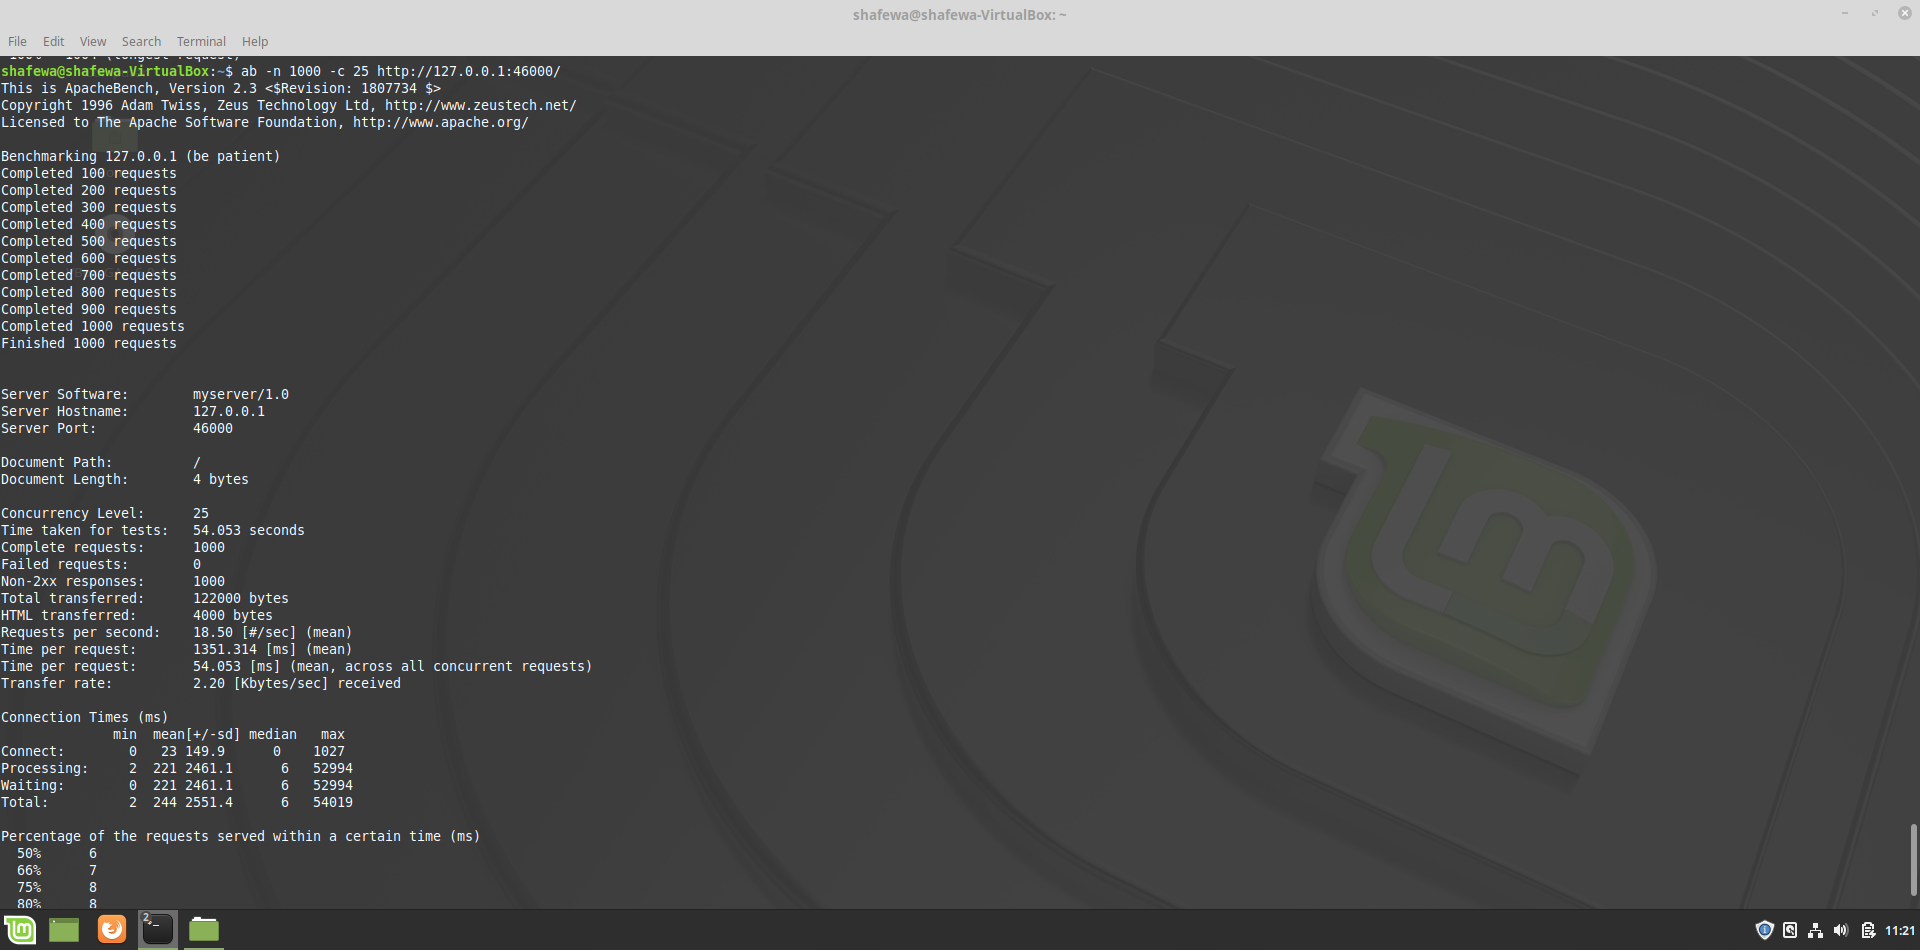 shafewa@shafewa-VirtualBox: ~
File Edit View Search Terminal Help
shafewa@shafewa-VirtualBox:~$ ab -n 1000 -c 25 http://127.0.0.1:46000/
This is ApacheBench, Version 2.3 <$Revision: 1807734 $>
Copyright 1996 Adam Twiss, Zeus Technology Ltd, http://www.zeustech.net/
Licensed to The Apache Software Foundation, http://www.apache.org/
Benchmarking 127.0.0.1 (be patient)
Completed 100 requests
Completed 200 requests
Completed 300 requests
Completed 400 requests
Completed 500 requests
Completed 600 requests
Completed 700 requests
Completed 800 requests
Completed 900 requests
Completed 1000 requests
Finished 1000 requests
Server Software: myserver/1.0
Server Hostname: 127.0.0.1
Server Port: 46000
Document Path: /
Document Length: 4 bytes
Concurrency Level: 25
Time taken for tests: 54.053 seconds
Complete requests: 1000
Failed requests: 0
Non-2xx responses: 1000
Total transferred: 122000 bytes
HTML transferred: 4000 bytes
Requests per second: 18.50 [#/sec] (mean)
Time per request: 1351.314 [ms] (mean)
Time per request: 54.053 [ms] (mean, across all concurrent requests)
Transfer rate: 2.20 [Kbytes/sec] received
Connection Times (ms)
min mean[+/-sd] median max
Connect: 0 23 149.9 0 1027
Processing: 2 221 2461.1 6 52994
Waiting: 0 221 2461.1 6 52994
Total: 2 244 2551.4 6 54019
Percentage of the requests served within a certain time (ms)
50% 6
66% 7
75% 8
80% 8
2
11:21